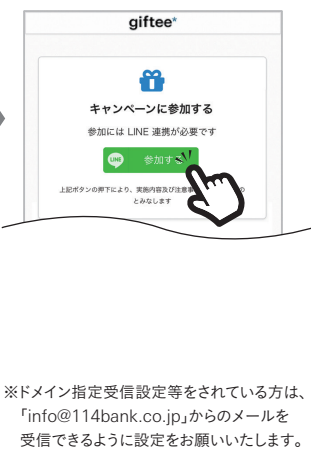 giftee*
キャンペーンに参加する
参加には LINE 連携が必要です
LINE 参加する
上記ボタンの押下により、実施内容及び注意事 の
とみなします
※ドメイン指定受信設定等をされている方は、
「info@114bank.co.jp」からのメールを
受信できるように設定をお願いいたします。